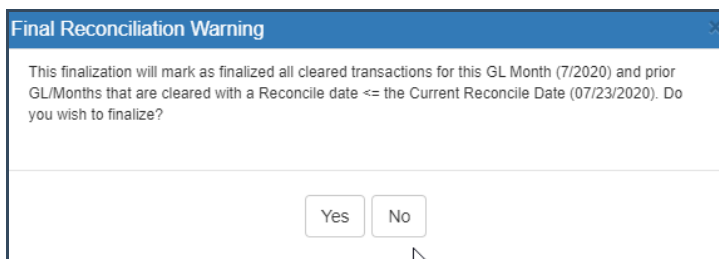 Final Reconciliation Warning
This finalization will mark as finalized all cleared transactions for this GL Month (7/2020) and prior
GL/Months that are cleared with a Reconcile date <= the Current Reconcile Date (07/23/2020). Do
you wish to finalize?
Yes No